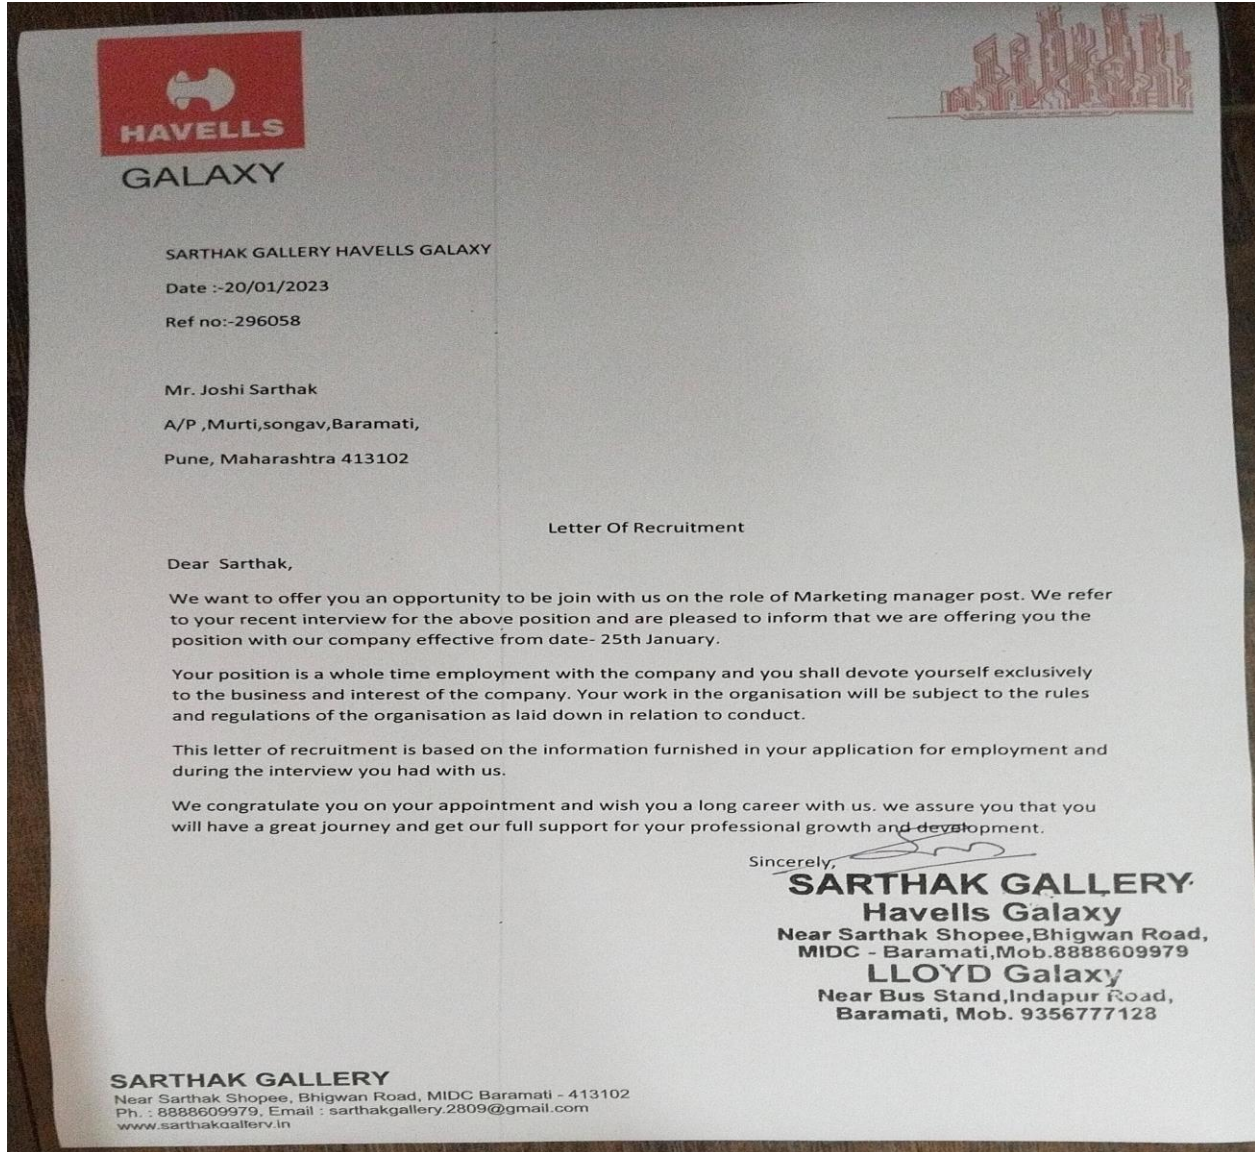 HAVELLS
GALAXY
SARTHAK GALLERY HAVELLS GALAXY
Date :-20/01/2023
Ref no:-296058
Mr. Joshi Sarthak
A/P ,Murti,songav,Baramati,
Pune, Maharashtra 413102
Letter Of Recruitment
Dear Sarthak,
We want to offer you an opportunity to be join with us on the role of Marketing manager post. We refer
to your recent interview for the above position and are pleased to inform that we are offering you the
position with our company effective from date- 25th January.
Your position is a whole time employment with the company and you shall devote yourself exclusively
to the business and interest of the company. Your work in the organisation will be subject to the rules
and regulations of the organisation as laid down in relation to conduct.
This letter of recruitment is based on the information furnished in your application for employment and
during the interview you had with us.
We congratulate you on your appointment and wish you a long career with us. we assure you that you
will have a great journey and get our full support for your professional growth and development.
Sincerely,
SARTHAK GALLERY
Havells Galaxy
Near Sarthak Shopee,Bhigwan Road,
MIDC - Baramati,Mob.8888609979
LLOYD Galaxy
Near Bus Stand,Indapur Road,
Baramati, Mob. 9356777128
SARTHAK GALLERY
Near Sarthak Shopee, Bhigwan Road, MIDC Baramati - 413102
Ph. : 8888609979, Email : sarthakgallery.2809@gmail.com
www.sarthakgallery.in